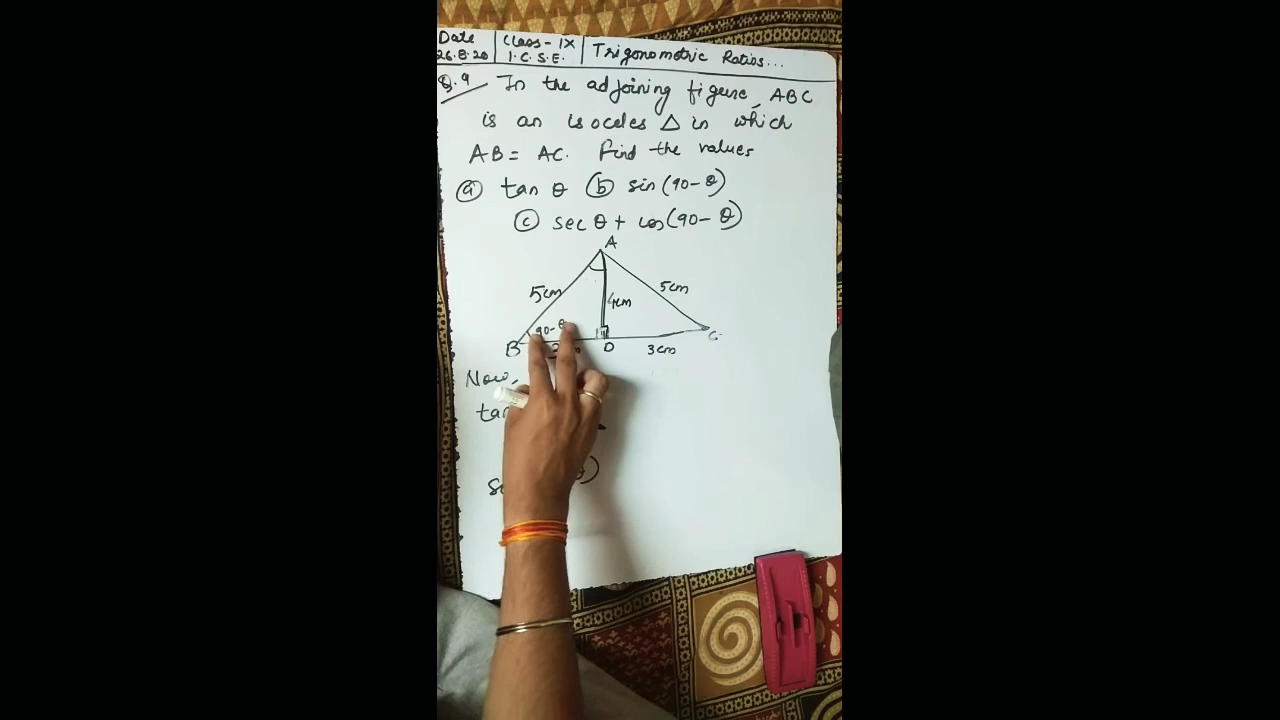 Date
26.8.20
Class - IX
I.C.S.E.
Trigonometric Ratios...
Q.9
In the adjoining figure, ABC
is an isoceles △ in which
AB = AC. Find the values
(a) tan θ (b) sin (90 - θ)
(c) sec θ + cos (90 - θ)
A
5cm
4cm
5cm
90 - θ
B
D
3cm
C
Now,